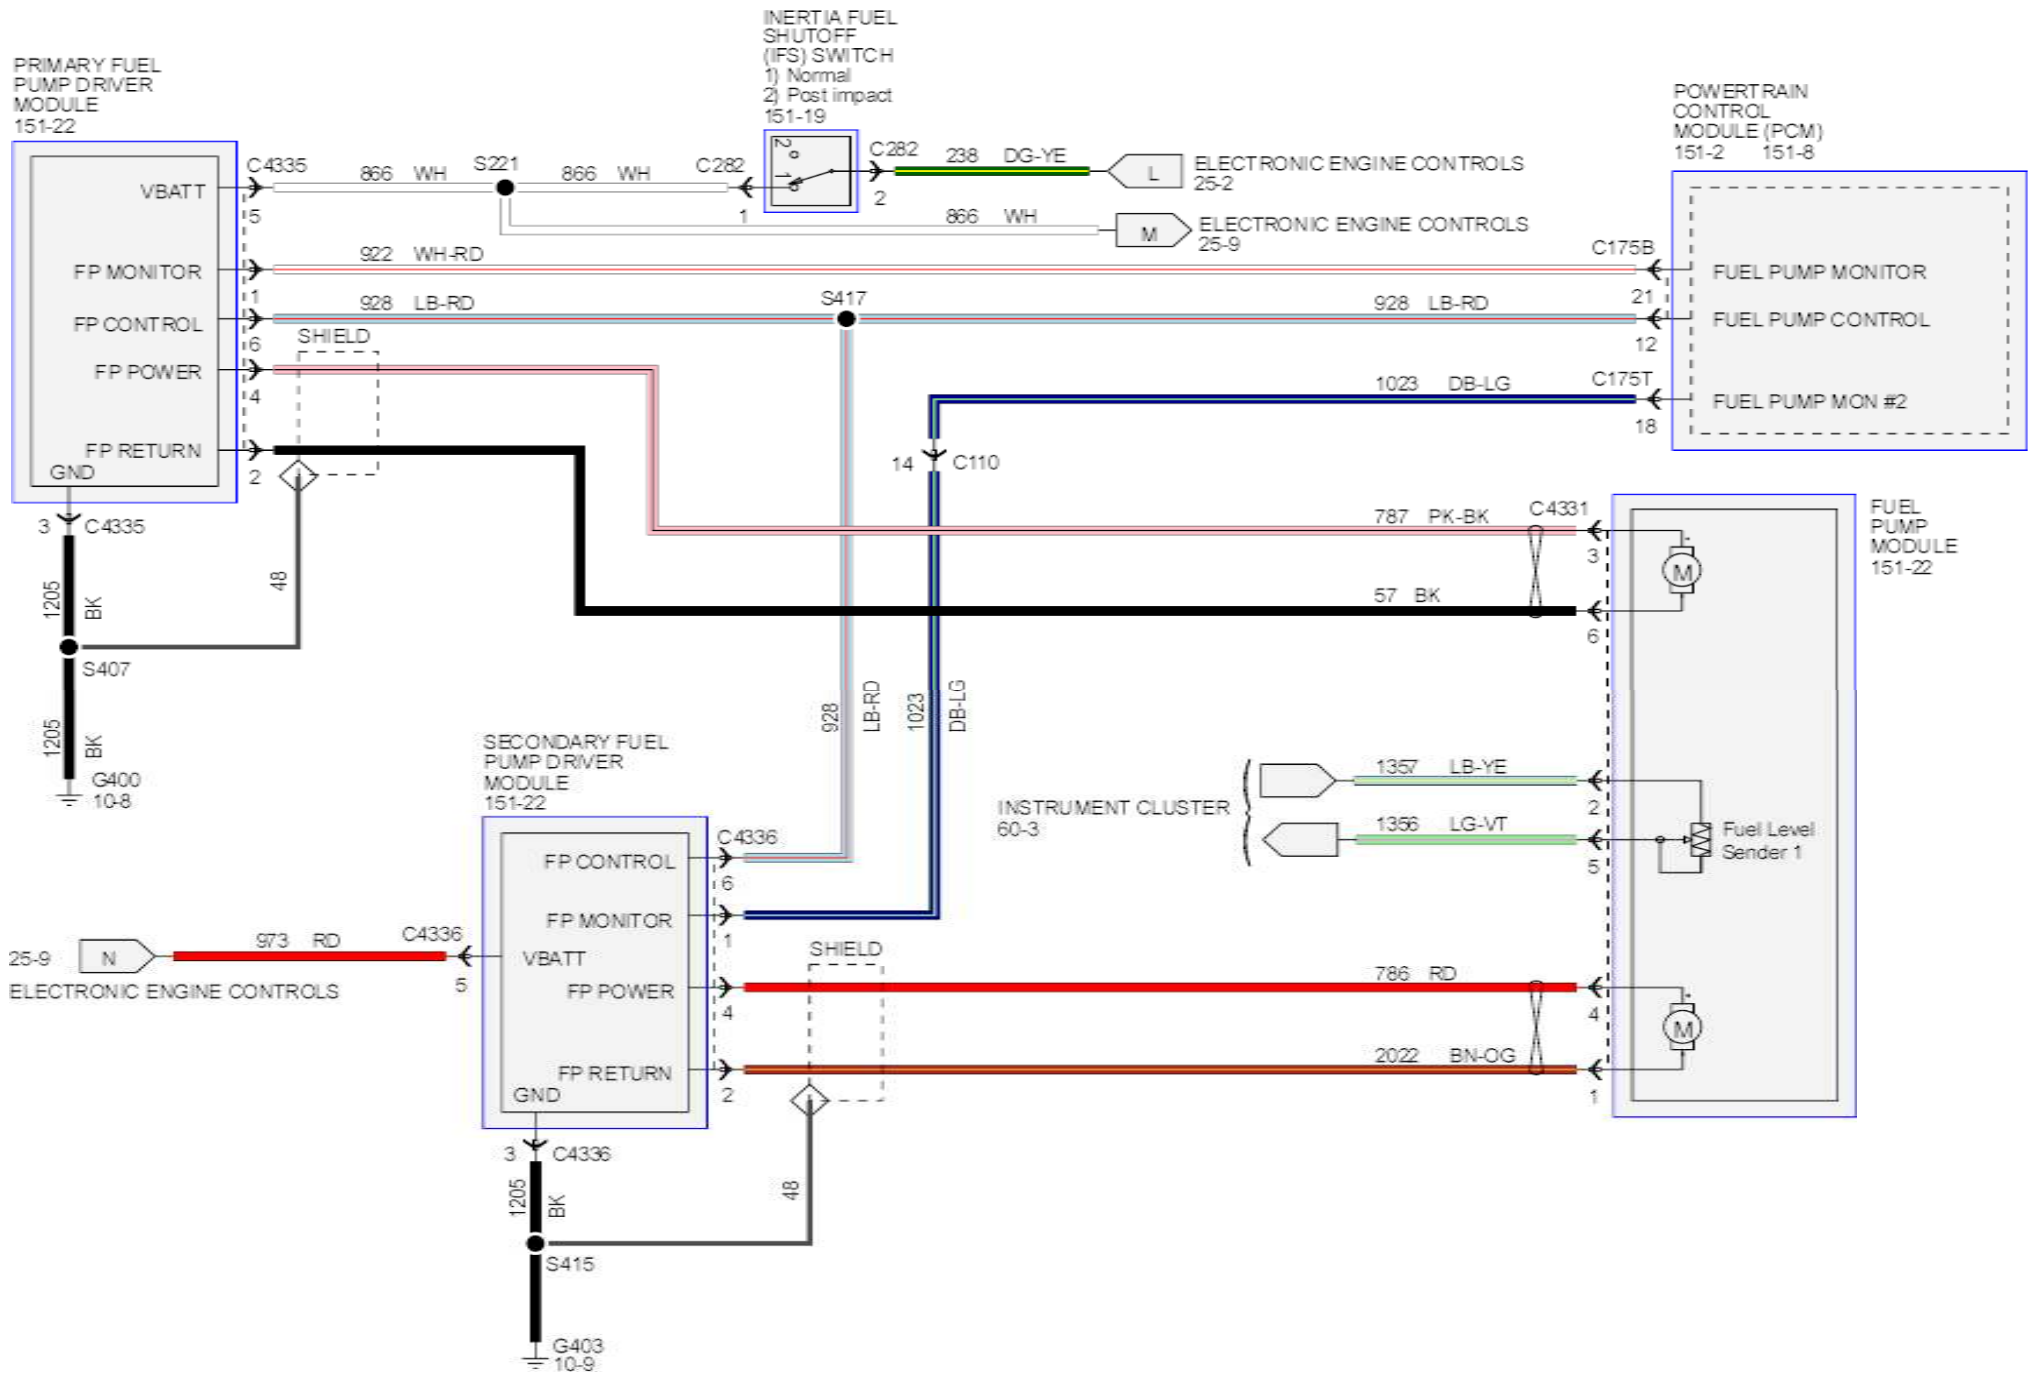 INERTIA FUEL
SHUTOFF
(IFS) SWITCH
1) Normal
2) Post impact
151-19
PRIMARY FUEL
PUMP DRIVER
MODULE
151-22
POWERTRAIN
CONTROL
MODULE (PCM)
151-2 151-8
C4335
866 WH
S221
866 WH
C282
2
1
C282
238 DG-YE
L
ELECTRONIC ENGINE CONTROLS
25-2
VBATT
5
1
2
866 WH
M
ELECTRONIC ENGINE CONTROLS
25-9
922 WH-RD
C175B
FP MONITOR
1
21
FUEL PUMP MONITOR
928 LB-RD
S417
928 LB-RD
FP CONTROL
6
12
FUEL PUMP CONTROL
SHIELD
FP POWER
4
1023 DB-LG
C175T
18
FUEL PUMP MON #2
FP RETURN
2
GND
14 C110
3 C4335
787 PK-BK
C4331
3
M
FUEL
PUMP
MODULE
151-22
1205
BK
48
57 BK
6
S407
1205
BK
G400
10-8
928
LB-RD
1023
DB-LG
SECONDARY FUEL
PUMP DRIVER
MODULE
151-22
INSTRUMENT CLUSTER
60-3
1357 LB-YE
2
1356 LG-VT
5
Fuel Level
Sender 1
C4336
FP CONTROL
6
FP MONITOR
1
25-9
N
973 RD
C4336
5
VBATT
ELECTRONIC ENGINE CONTROLS
SHIELD
FP POWER
4
786 RD
4
M
FP RETURN
2
2022 BN-OG
1
GND
3 C4336
1205
BK
48
S415
G403
10-9